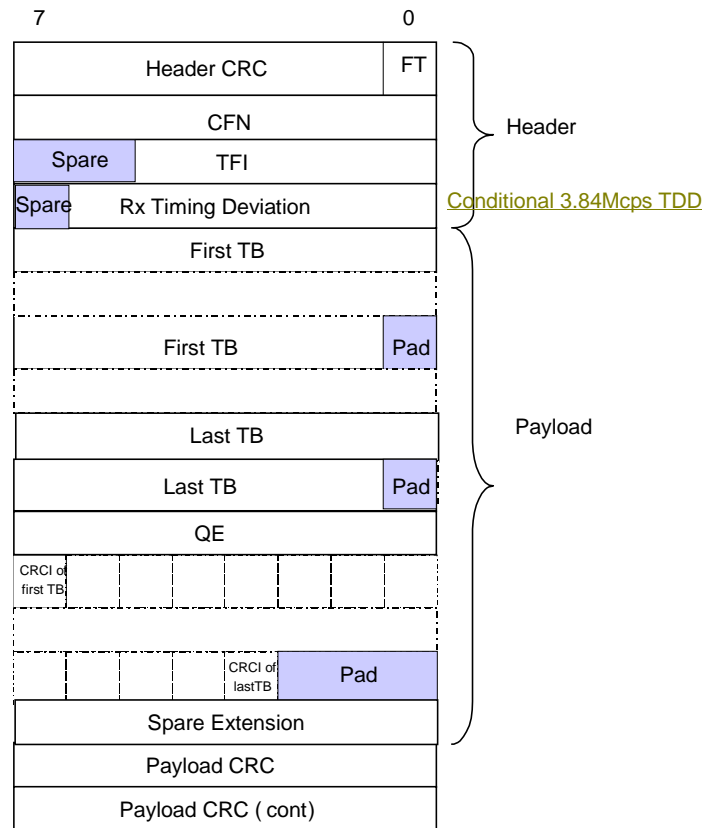 7 0
Header CRC FT
CFN
Header
Spare TFI
Spare Rx Timing Deviation Conditional 3.84Mcps TDD
First TB
First TB Pad
Payload
Last TB
Last TB Pad
QE
CRCI of
first TB
CRCI of
lastTB
Pad
Spare Extension
Payload CRC
Payload CRC ( cont)